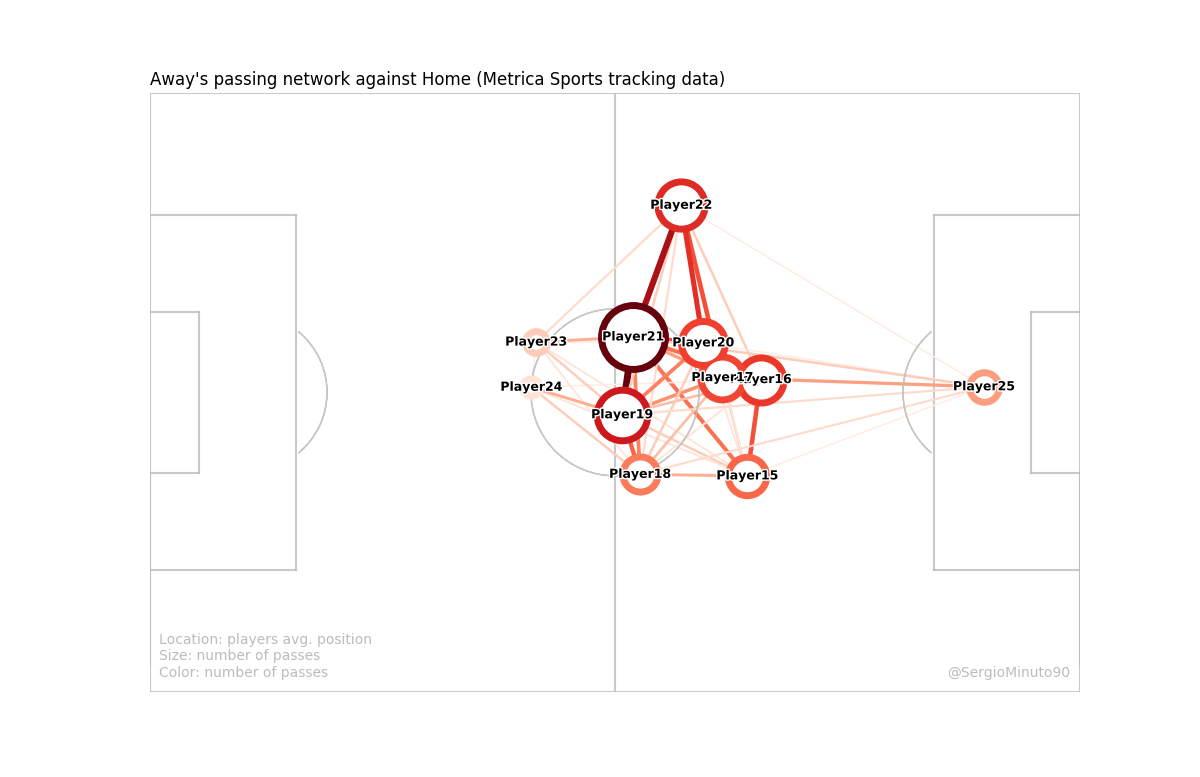 Away's passing network against Home (Metrica Sports tracking data)
Player22
Player21
Player20
Player23
Player17
yer16
Player24
Player25
Player19
Player18
Player15
Location: players avg. position
Size: number of passes
Color: number of passes
@SergioMinuto90